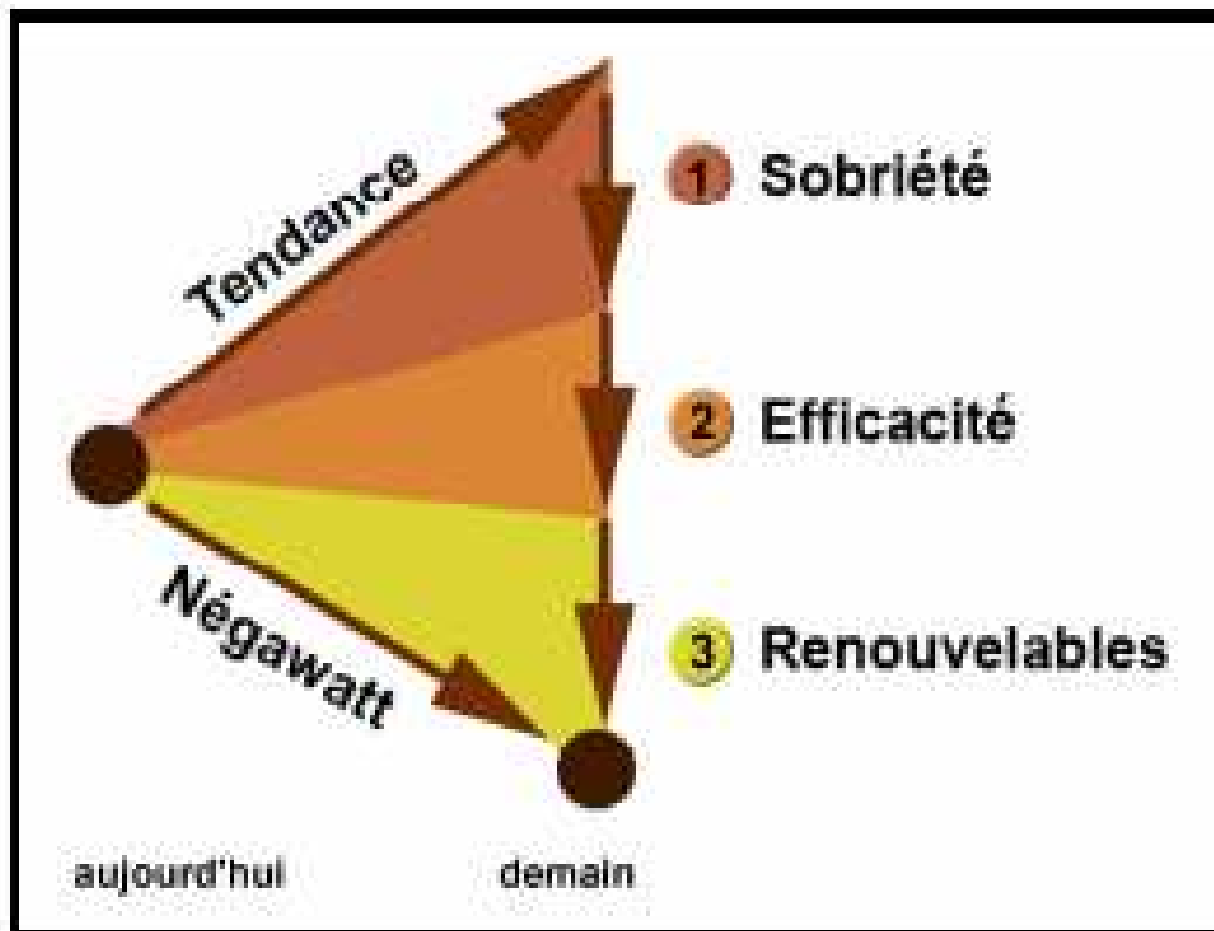 Tendance
1 Sobriété
2 Efficacité
Négawatt
3 Renouvelables
aujourd'hui demain